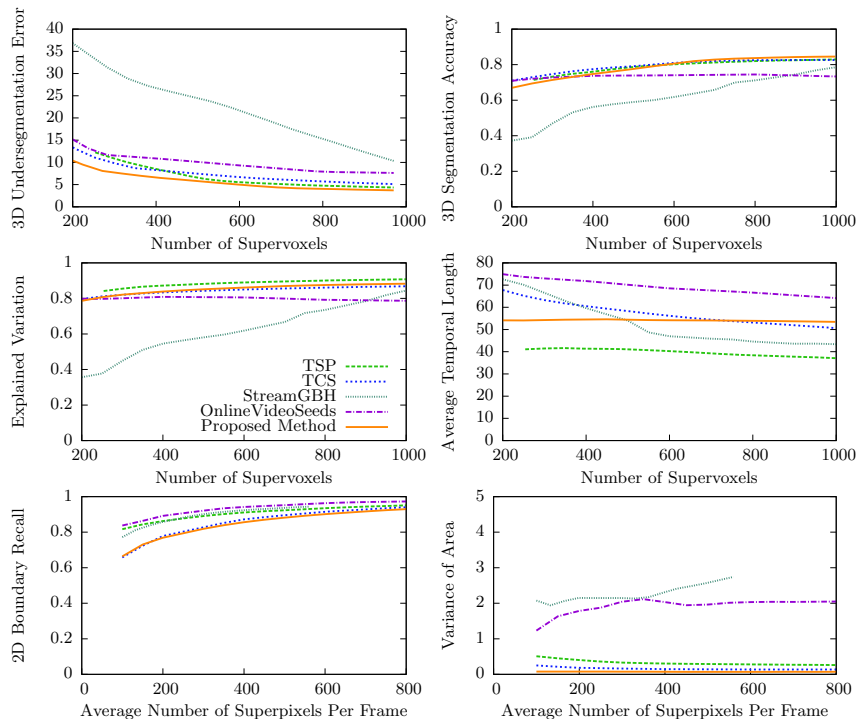 3D Undersegmentation Error
40
35
30
25
20
15
10
5
0
200 400 600 800 1000
Number of Supervoxels
3D Segmentation Accuracy
1
0.8
0.6
0.4
0.2
0
200 400 600 800 1000
Number of Supervoxels
Explained Variation
1
0.8
0.6
0.4
0.2
0
200 400 600 800 1000
Number of Supervoxels
TSP
TCS
StreamGBH
OnlineVideoSeeds
Proposed Method
Average Temporal Length
80
70
60
50
40
30
20
10
0
200 400 600 800 1000
Number of Supervoxels
2D Boundary Recall
1
0.8
0.6
0.4
0.2
0
0 200 400 600 800
Average Number of Superpixels Per Frame
Variance of Area
5
4
3
2
1
0
0 200 400 600 800
Average Number of Superpixels Per Frame